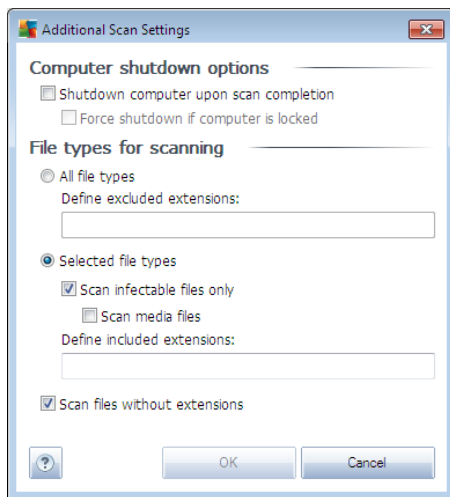 Additional Scan Settings
Computer shutdown options
Shutdown computer upon scan completion
Force shutdown if computer is locked
File types for scanning
All file types
Define excluded extensions:
Selected file types
Scan infectable files only
Scan media files
Define included extensions:
Scan files without extensions
?
OK
Cancel